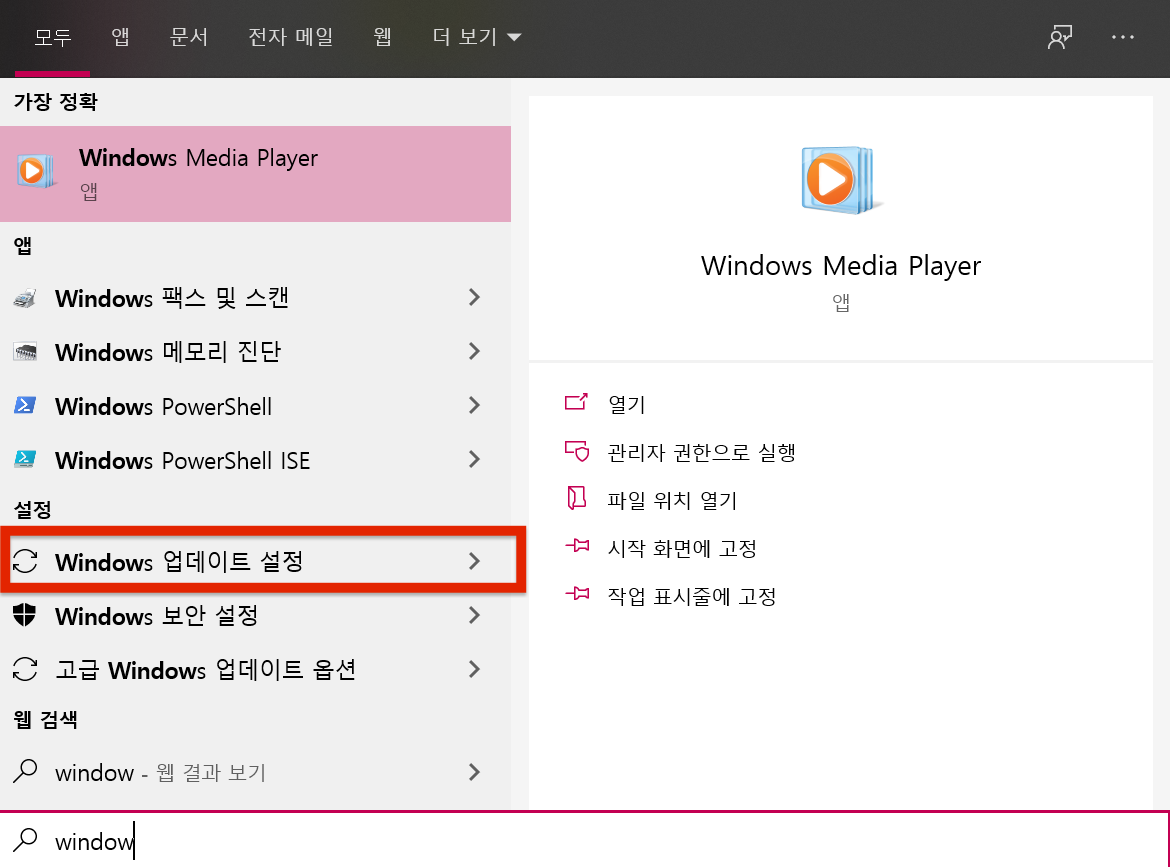 모두 앱 문서 전자 메일 웹 더 보기
가장 정확
Windows Media Player
앱
앱
Windows 팩스 및 스캔
Windows 메모리 진단
Windows PowerShell
Windows PowerShell ISE
설정
Windows 업데이트 설정
Windows 보안 설정
고급 Windows 업데이트 옵션
웹 검색
window - 웹 결과 보기
window
Windows Media Player
앱
열기
관리자 권한으로 실행
파일 위치 열기
시작 화면에 고정
작업 표시줄에 고정